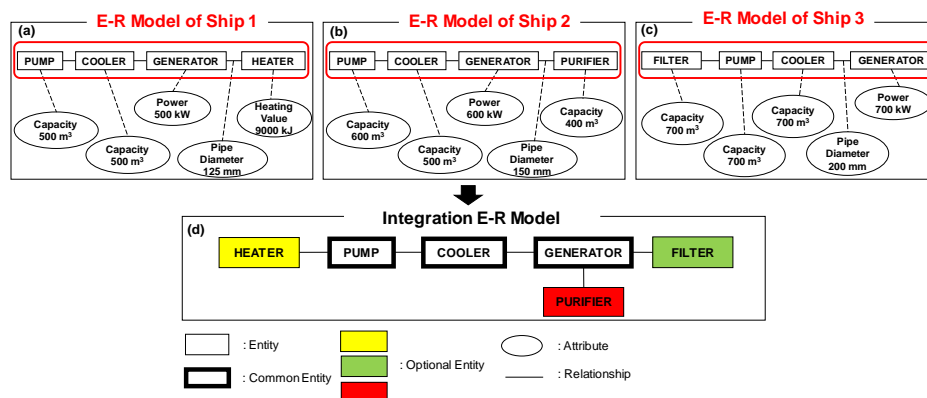 E-R Model of Ship 1
(a)
PUMP
COOLER
GENERATOR
HEATER
Capacity
500 m³
Capacity
500 m³
Power
500 kW
Pipe
Diameter
125 mm
Heating
Value
9000 kJ
E-R Model of Ship 2
(b)
PUMP
COOLER
GENERATOR
PURIFIER
Capacity
600 m³
Capacity
500 m³
Power
600 kW
Pipe
Diameter
150 mm
Capacity
400 m³
E-R Model of Ship 3
(c)
FILTER
PUMP
COOLER
GENERATOR
Capacity
700 m³
Capacity
700 m³
Capacity
700 m³
Pipe
Diameter
200 mm
Power
700 kW
Integration E-R Model
(d)
HEATER
PUMP
COOLER
GENERATOR
FILTER
PURIFIER
: Entity
: Common Entity
: Optional Entity
: Attribute
: Relationship